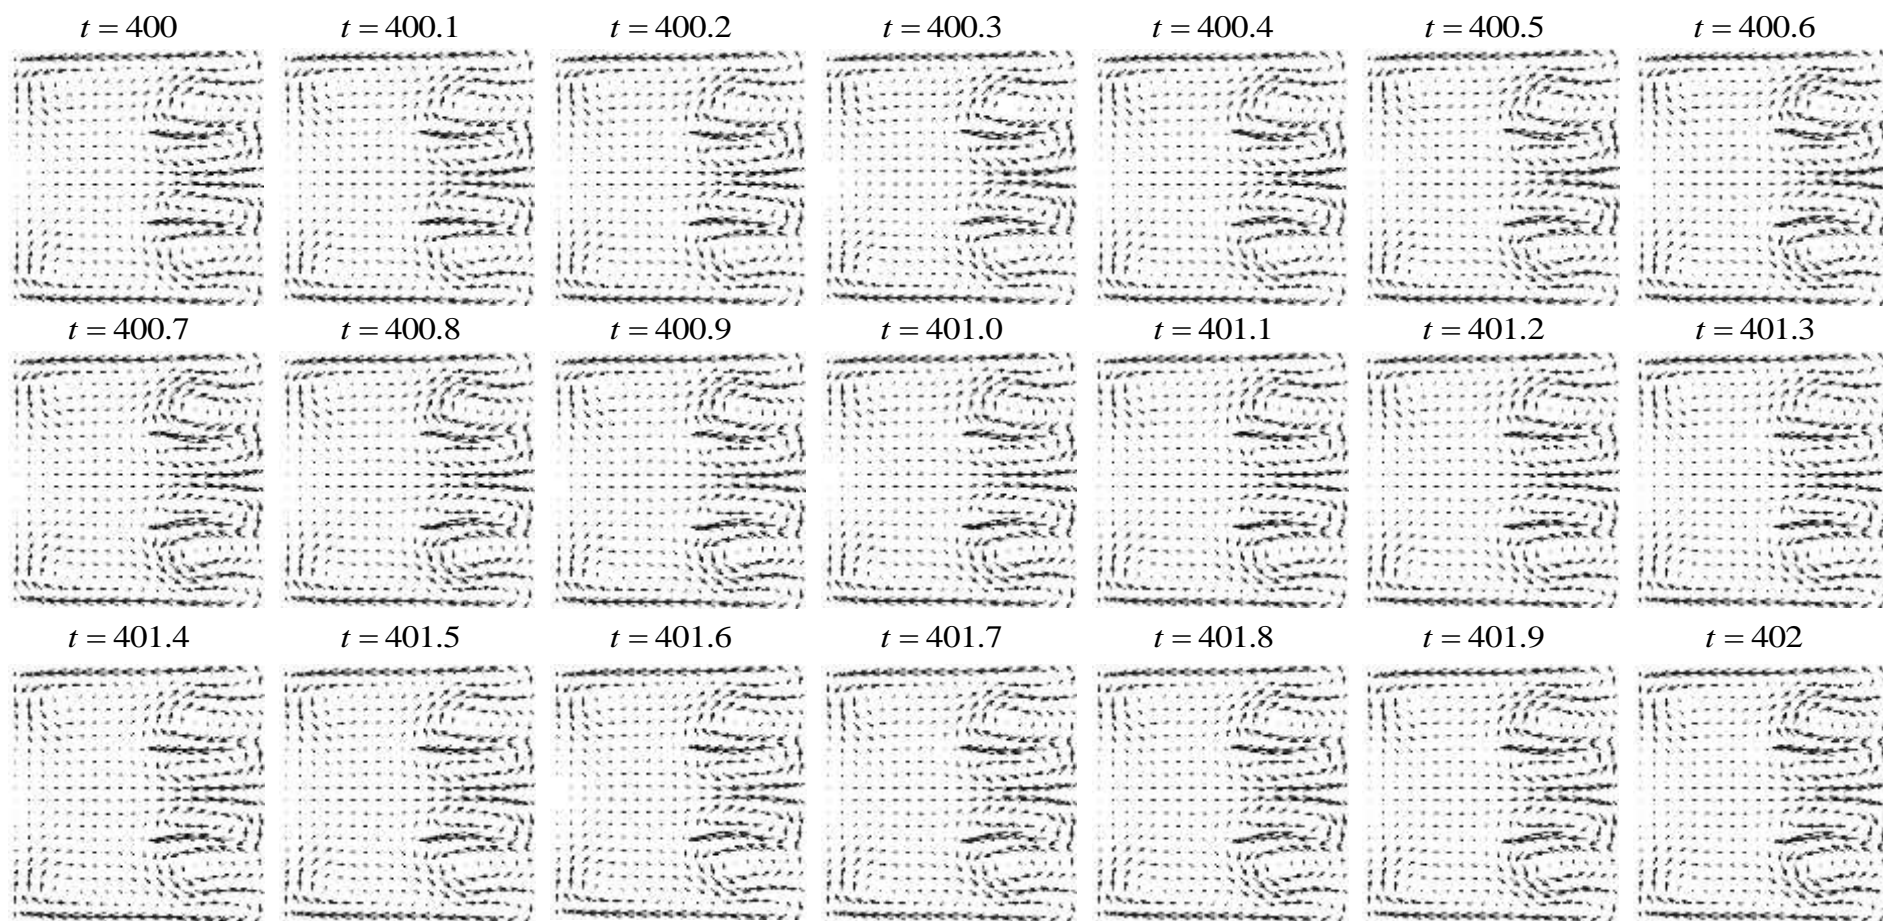 t = 400 t = 400.1 t = 400.2 t = 400.3 t = 400.4 t = 400.5 t = 400.6
t = 400.7 t = 400.8 t = 400.9 t = 401.0 t = 401.1 t = 401.2 t = 401.3
t = 401.4 t = 401.5 t = 401.6 t = 401.7 t = 401.8 t = 401.9 t = 402